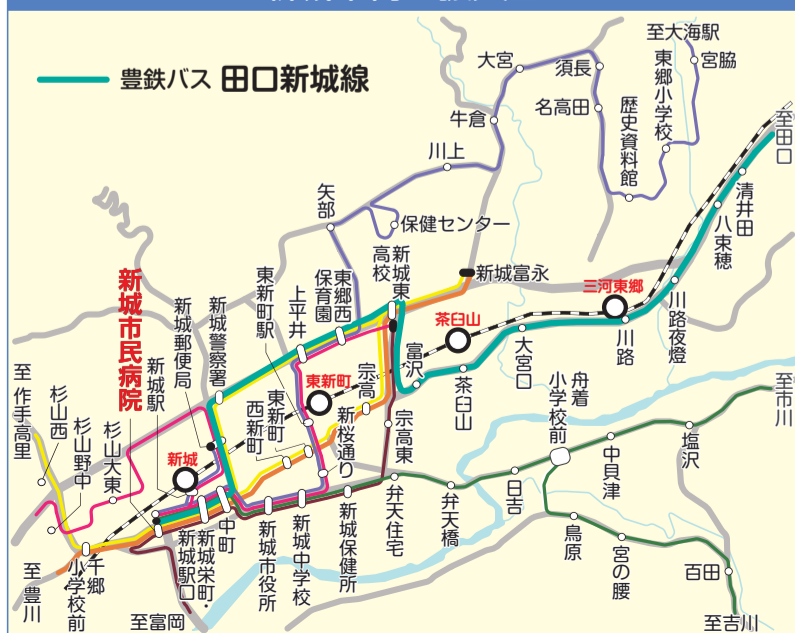 豊鉄バス 田口新城線
至大海駅
宮脇
東郷小学校
歴史資料館
須長
名高田
大宮
牛倉
川上
矢部
保健センター
至田口
清井田
八束穂
川路夜燈
三河東郷
川路
新城富永
茶臼山
大宮口
茶臼山
富沢
新城東高校
東郷西保育園
上平井
東新町駅
新城警察署
新城郵便局
新城駅
新城市民病院
東新町
東新町
西新町
宗高
新桜通り
宗高東
新城
至作手高里
杉山西
杉山野中
杉山大東
千郷小学校前
至豊川
至富岡
新城駅口
新城栄町・
中町
新城市役所
新城中学校
新城保健所
弁天住宅
弁天橋
日吉
舟着小学校前
中貝津
塩沢
至市川
鳥原
宮の腰
百田
至吉川